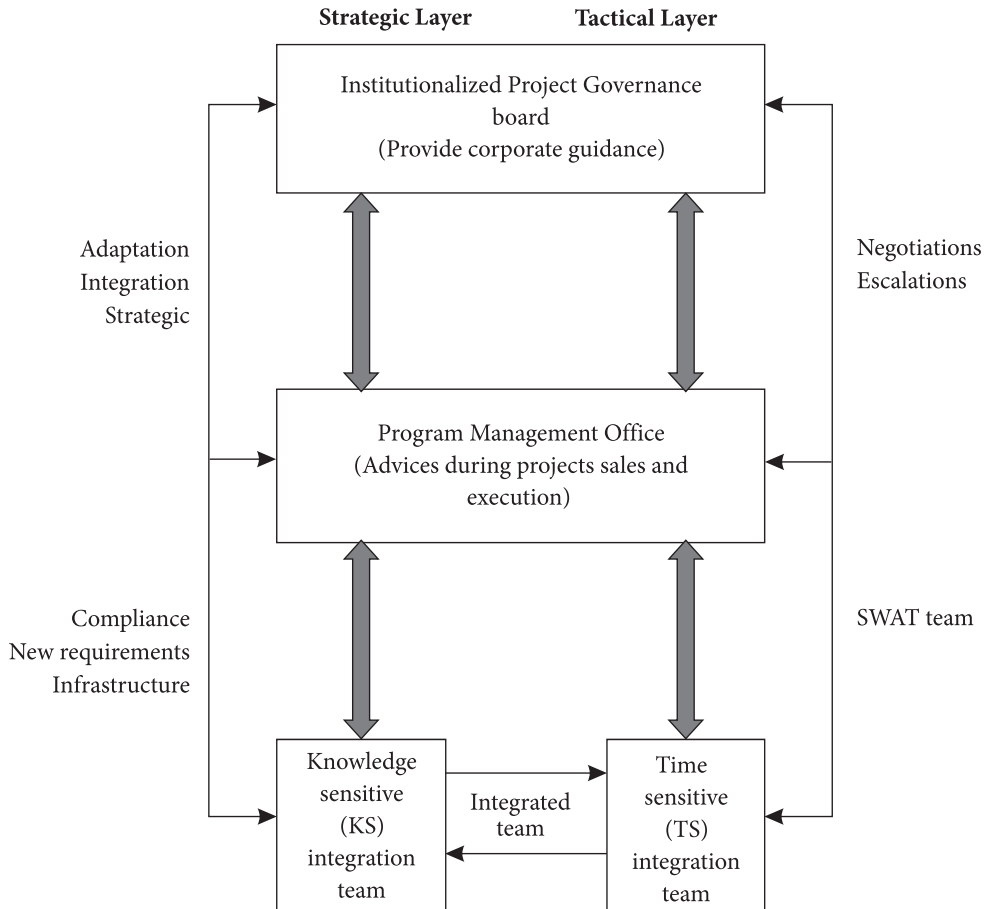 Strategic Layer
Tactical Layer
Institutionalized Project Governance
board
(Provide corporate guidance)
Adaptation
Integration
Strategic
Negotiations
Escalations
Program Management Office
(Advices during projects sales and
execution)
Compliance
New requirements
Infrastructure
SWAT team
Knowledge
sensitive
(KS)
integration
team
Integrated
team
Time
sensitive
(TS)
integration
team